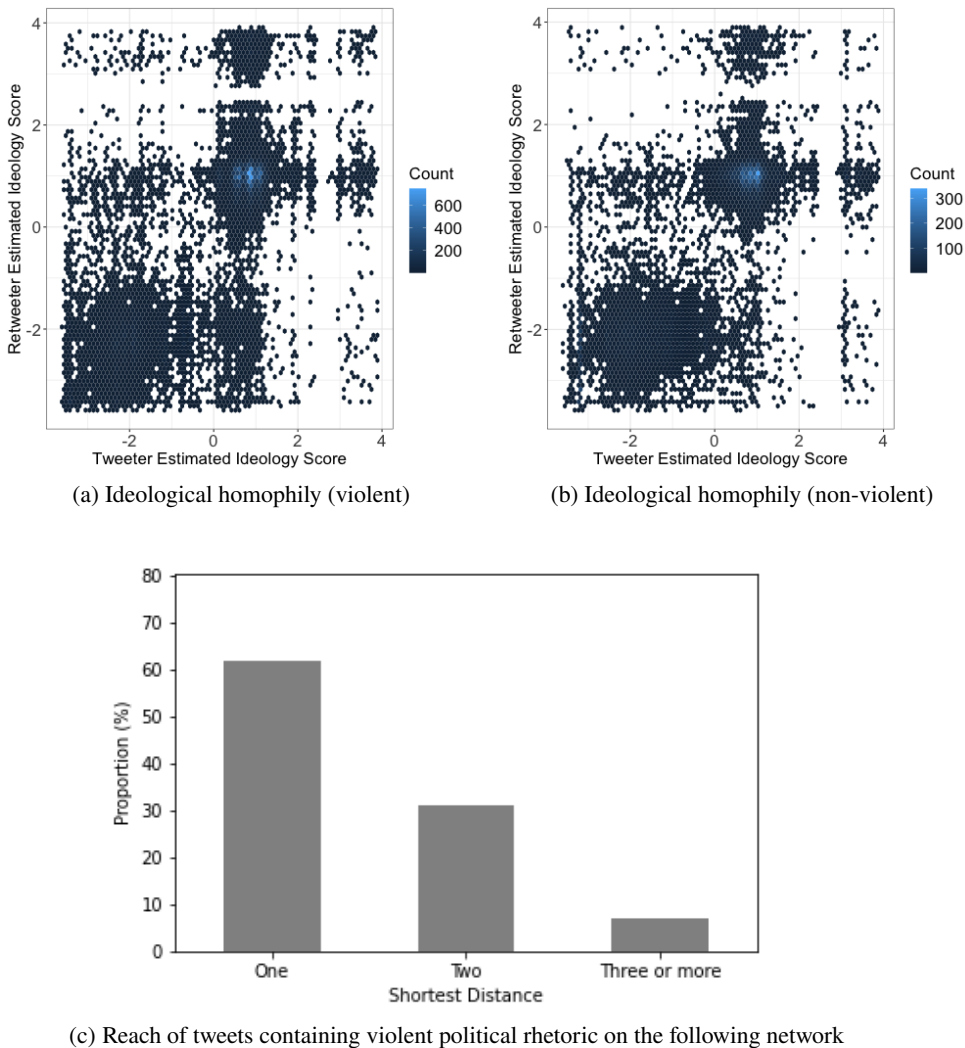 4
2
0
-2
-2
0
2
4
Retweeter Estimated Ideology Score
Tweeter Estimated Ideology Score
Count
600
400
200
(a) Ideological homophily (violent)
4
2
0
-2
-2
0
2
4
Retweeter Estimated Ideology Score
Tweeter Estimated Ideology Score
Count
300
200
100
(b) Ideological homophily (non-violent)
80
70
60
50
40
30
20
10
0
Proportion (%)
One
Two
Three or more
Shortest Distance
(c) Reach of tweets containing violent political rhetoric on the following network